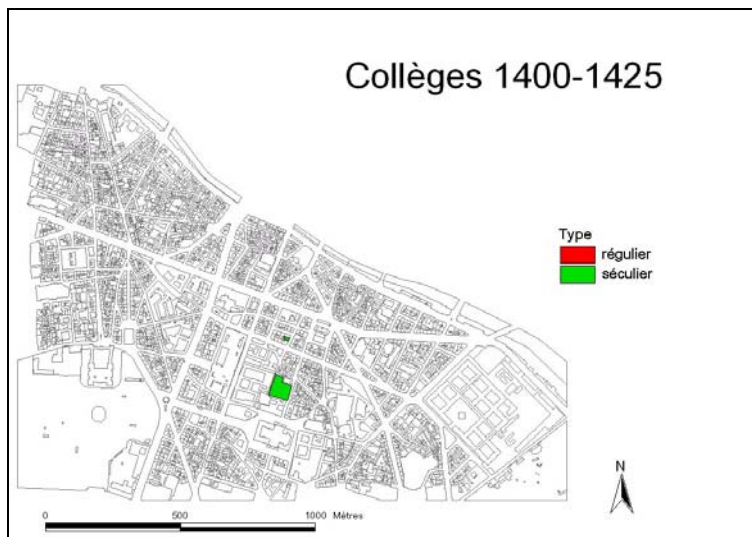 Collèges 1400-1425
Type
régulier
séculier
N
0 500 1000 Mètres